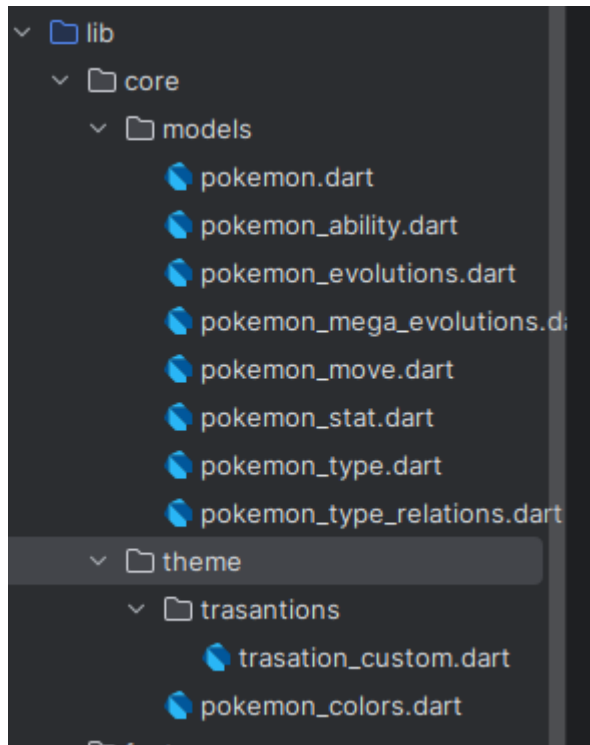 lib
core
models
pokemon.dart
pokemon_ability.dart
pokemon_evolutions.dart
pokemon_mega_evolutions.da
pokemon_move.dart
pokemon_stat.dart
pokemon_type.dart
pokemon_type_relations.dart
theme
trasantions
trasation_custom.dart
pokemon_colors.dart